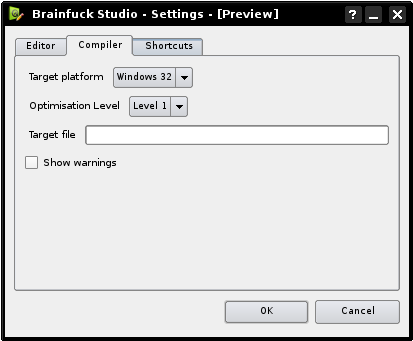 Brainfuck Studio - Settings - [Preview] ?
Editor Compiler Shortcuts
Target platform Windows 32
Optimisation Level Level 1
Target file
Show warnings
OK Cancel